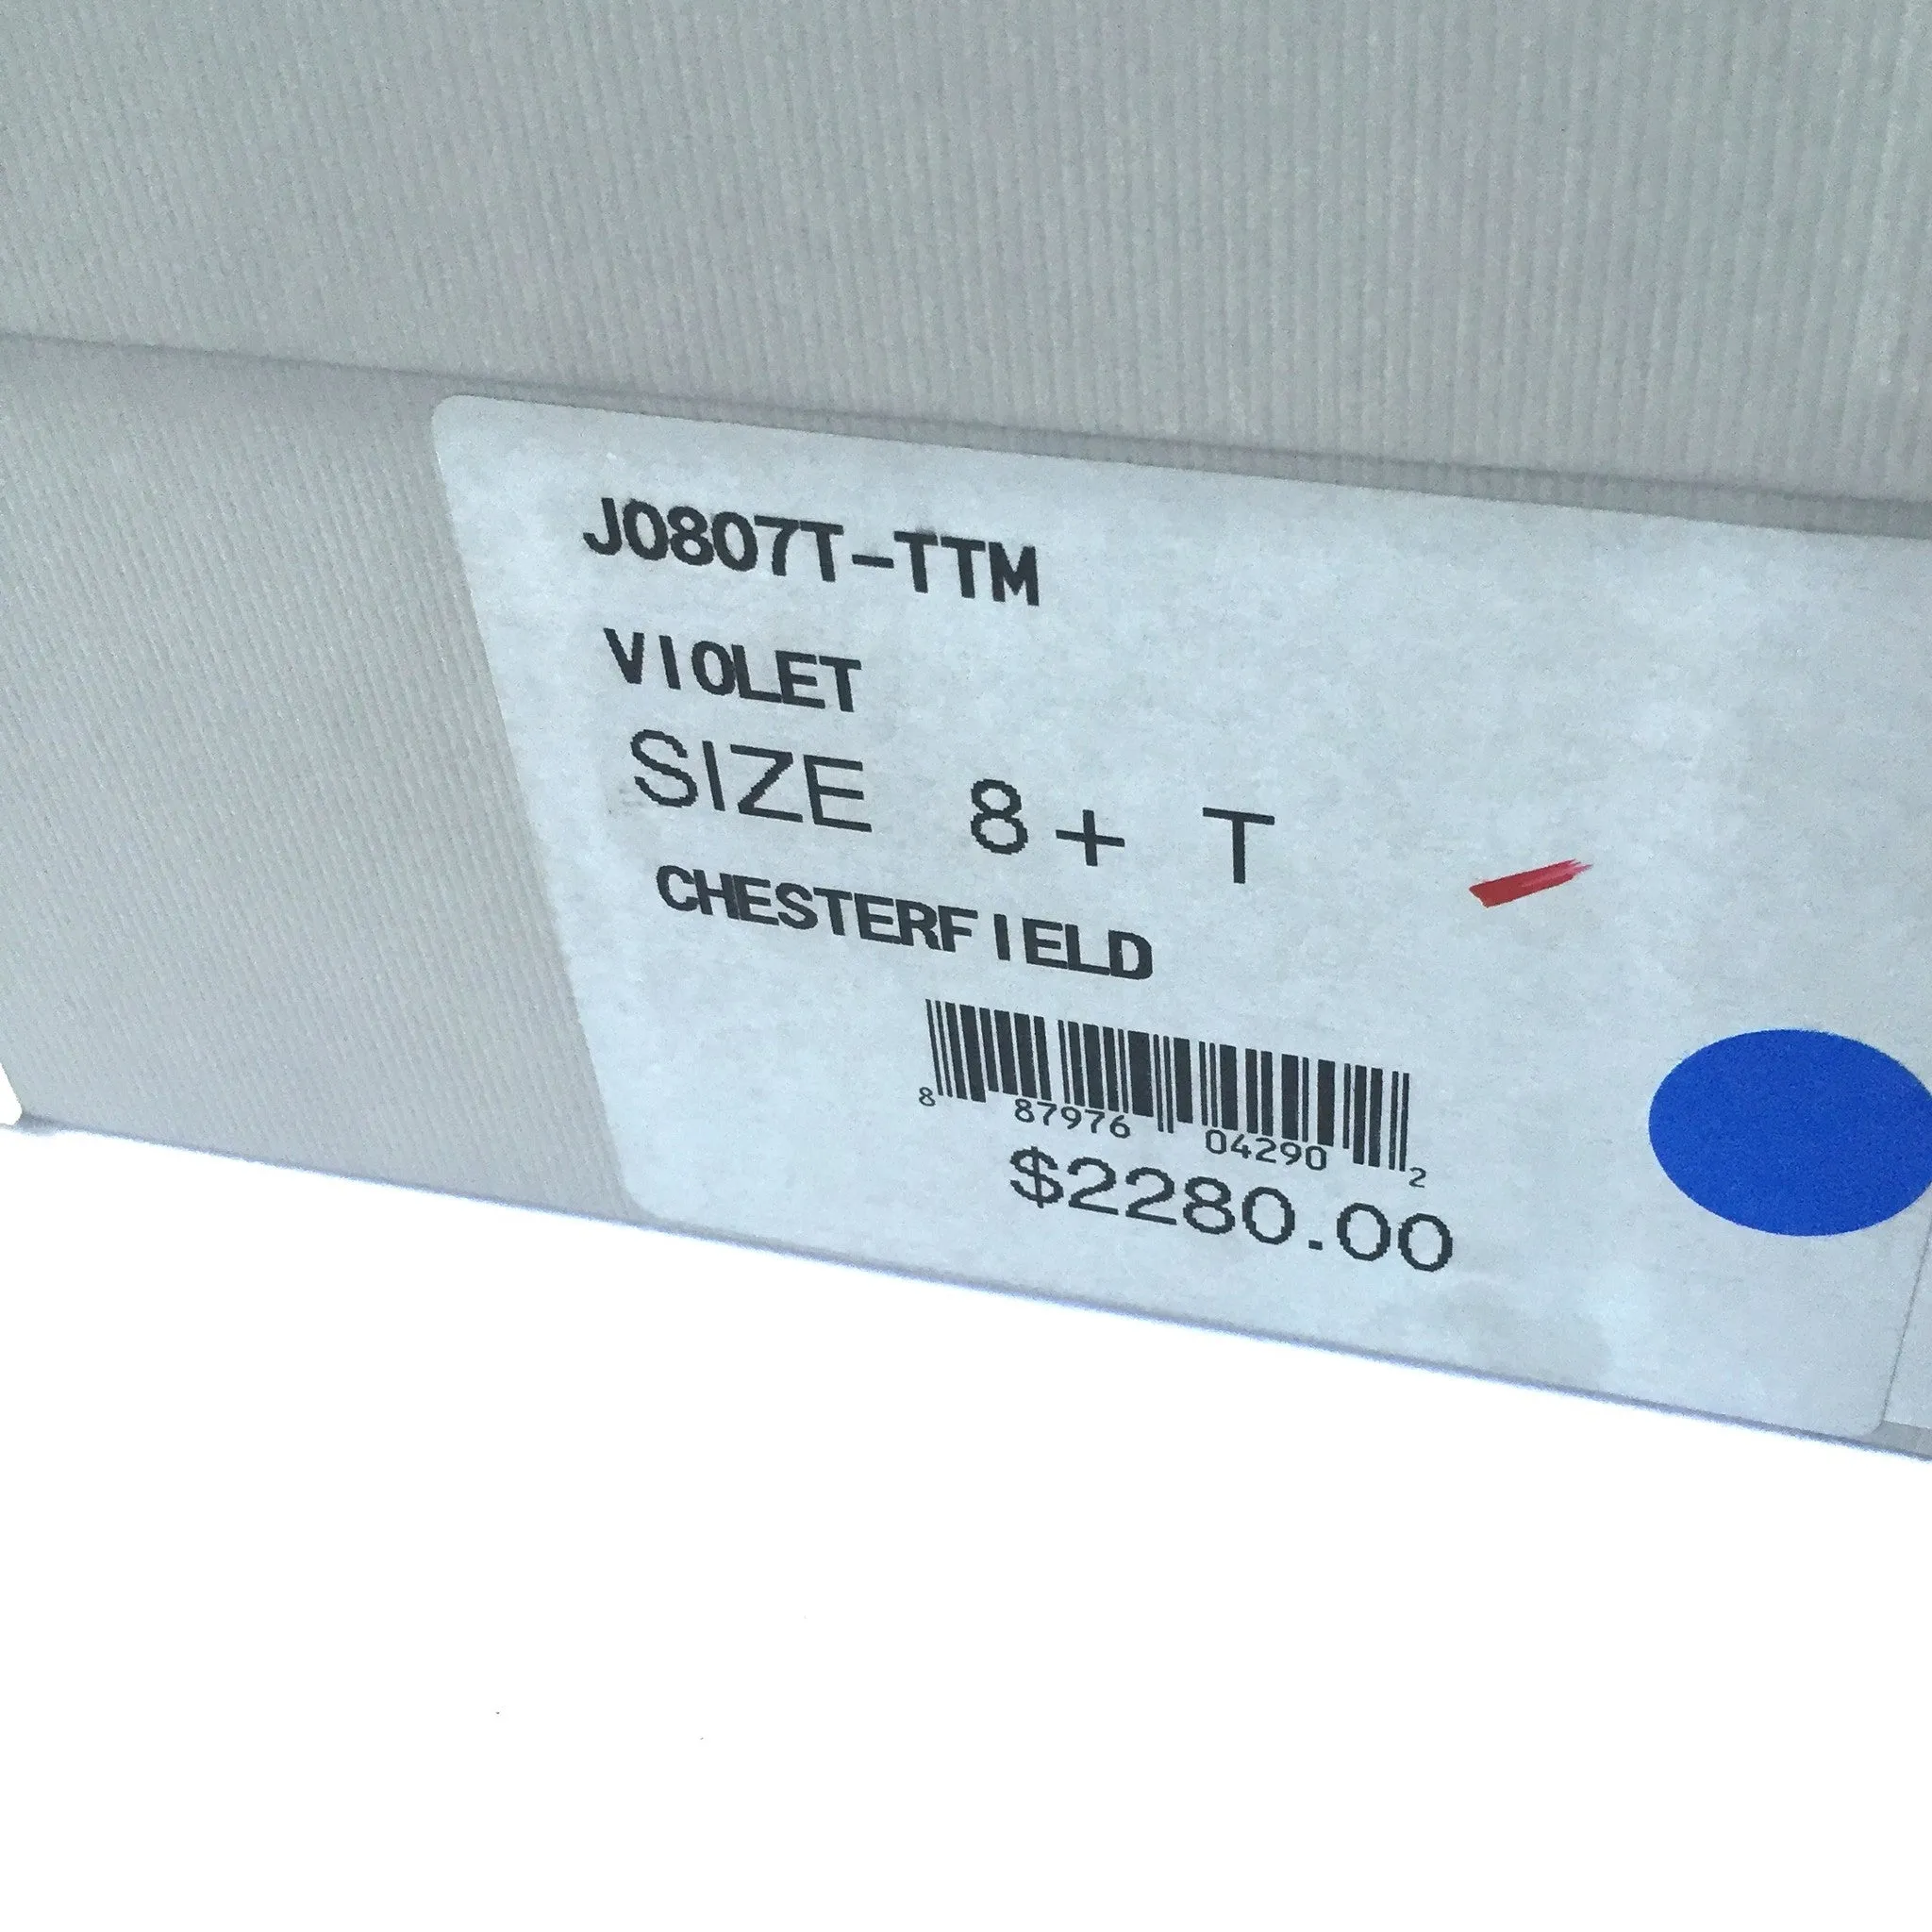 J0807T-TTM
VIOLET
SIZE 8+ T
CHESTERFIELD
8 87976 04290 2
$2280.00